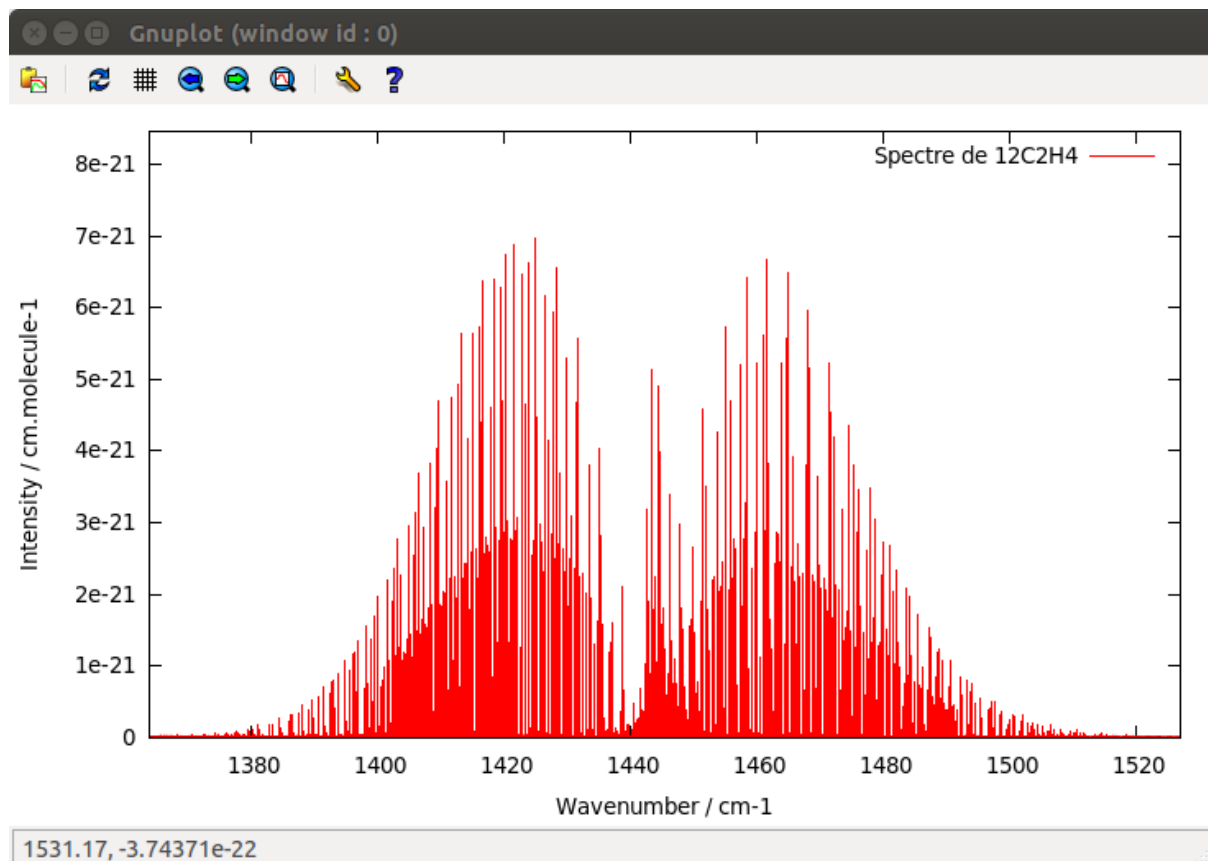 Gnuplot (window id : 0)
Spectre de 12C2H4
8e-21
7e-21
6e-21
5e-21
4e-21
3e-21
2e-21
1e-21
0
Intensity / cm.molecule-1
1380 1400 1420 1440 1460 1480 1500 1520
Wavenumber / cm-1
1531.17, -3.74371e-22